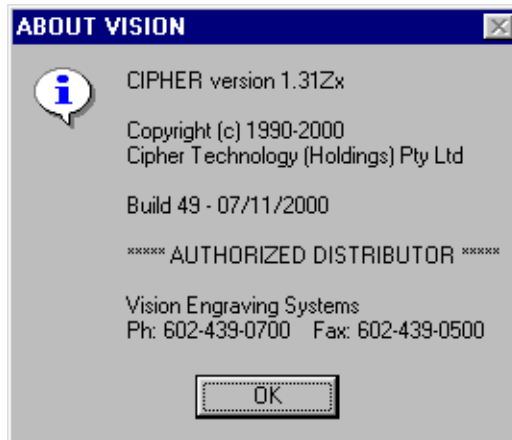 ABOUT VISION
CIPHER version 1.31Zx
Copyright (c) 1990-2000
Cipher Technology (Holdings) Pty Ltd
Build 49 - 07/11/2000
***** AUTHORIZED DISTRIBUTOR *****
Vision Engraving Systems
Ph: 602-439-0700 Fax: 602-439-0500
OK